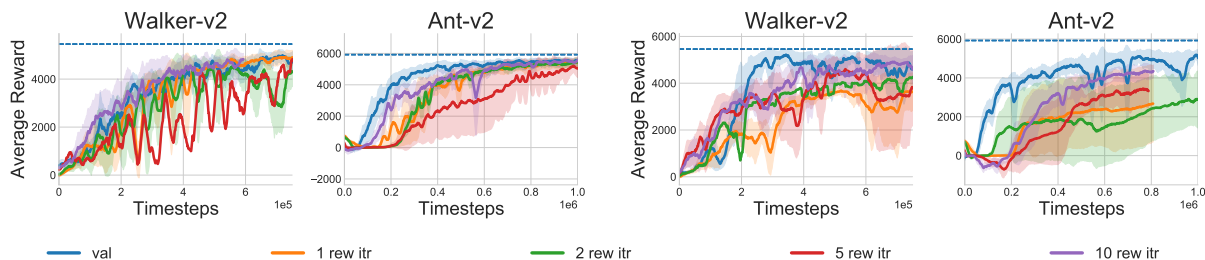 Walker-v2
Ant-v2
Walker-v2
Ant-v2
Average Reward
4000
2000
0
0
2
4
6
1e5
Timesteps
6000
4000
2000
0
−2000
0.0
0.2
0.4
0.6
0.8
1.0
1e6
Timesteps
Average Reward
6000
4000
2000
0
0
2
4
6
1e5
Timesteps
6000
4000
2000
0
0.0
0.2
0.4
0.6
0.8
1.0
1e6
Timesteps
val
1 rew itr
2 rew itr
5 rew itr
10 rew itr